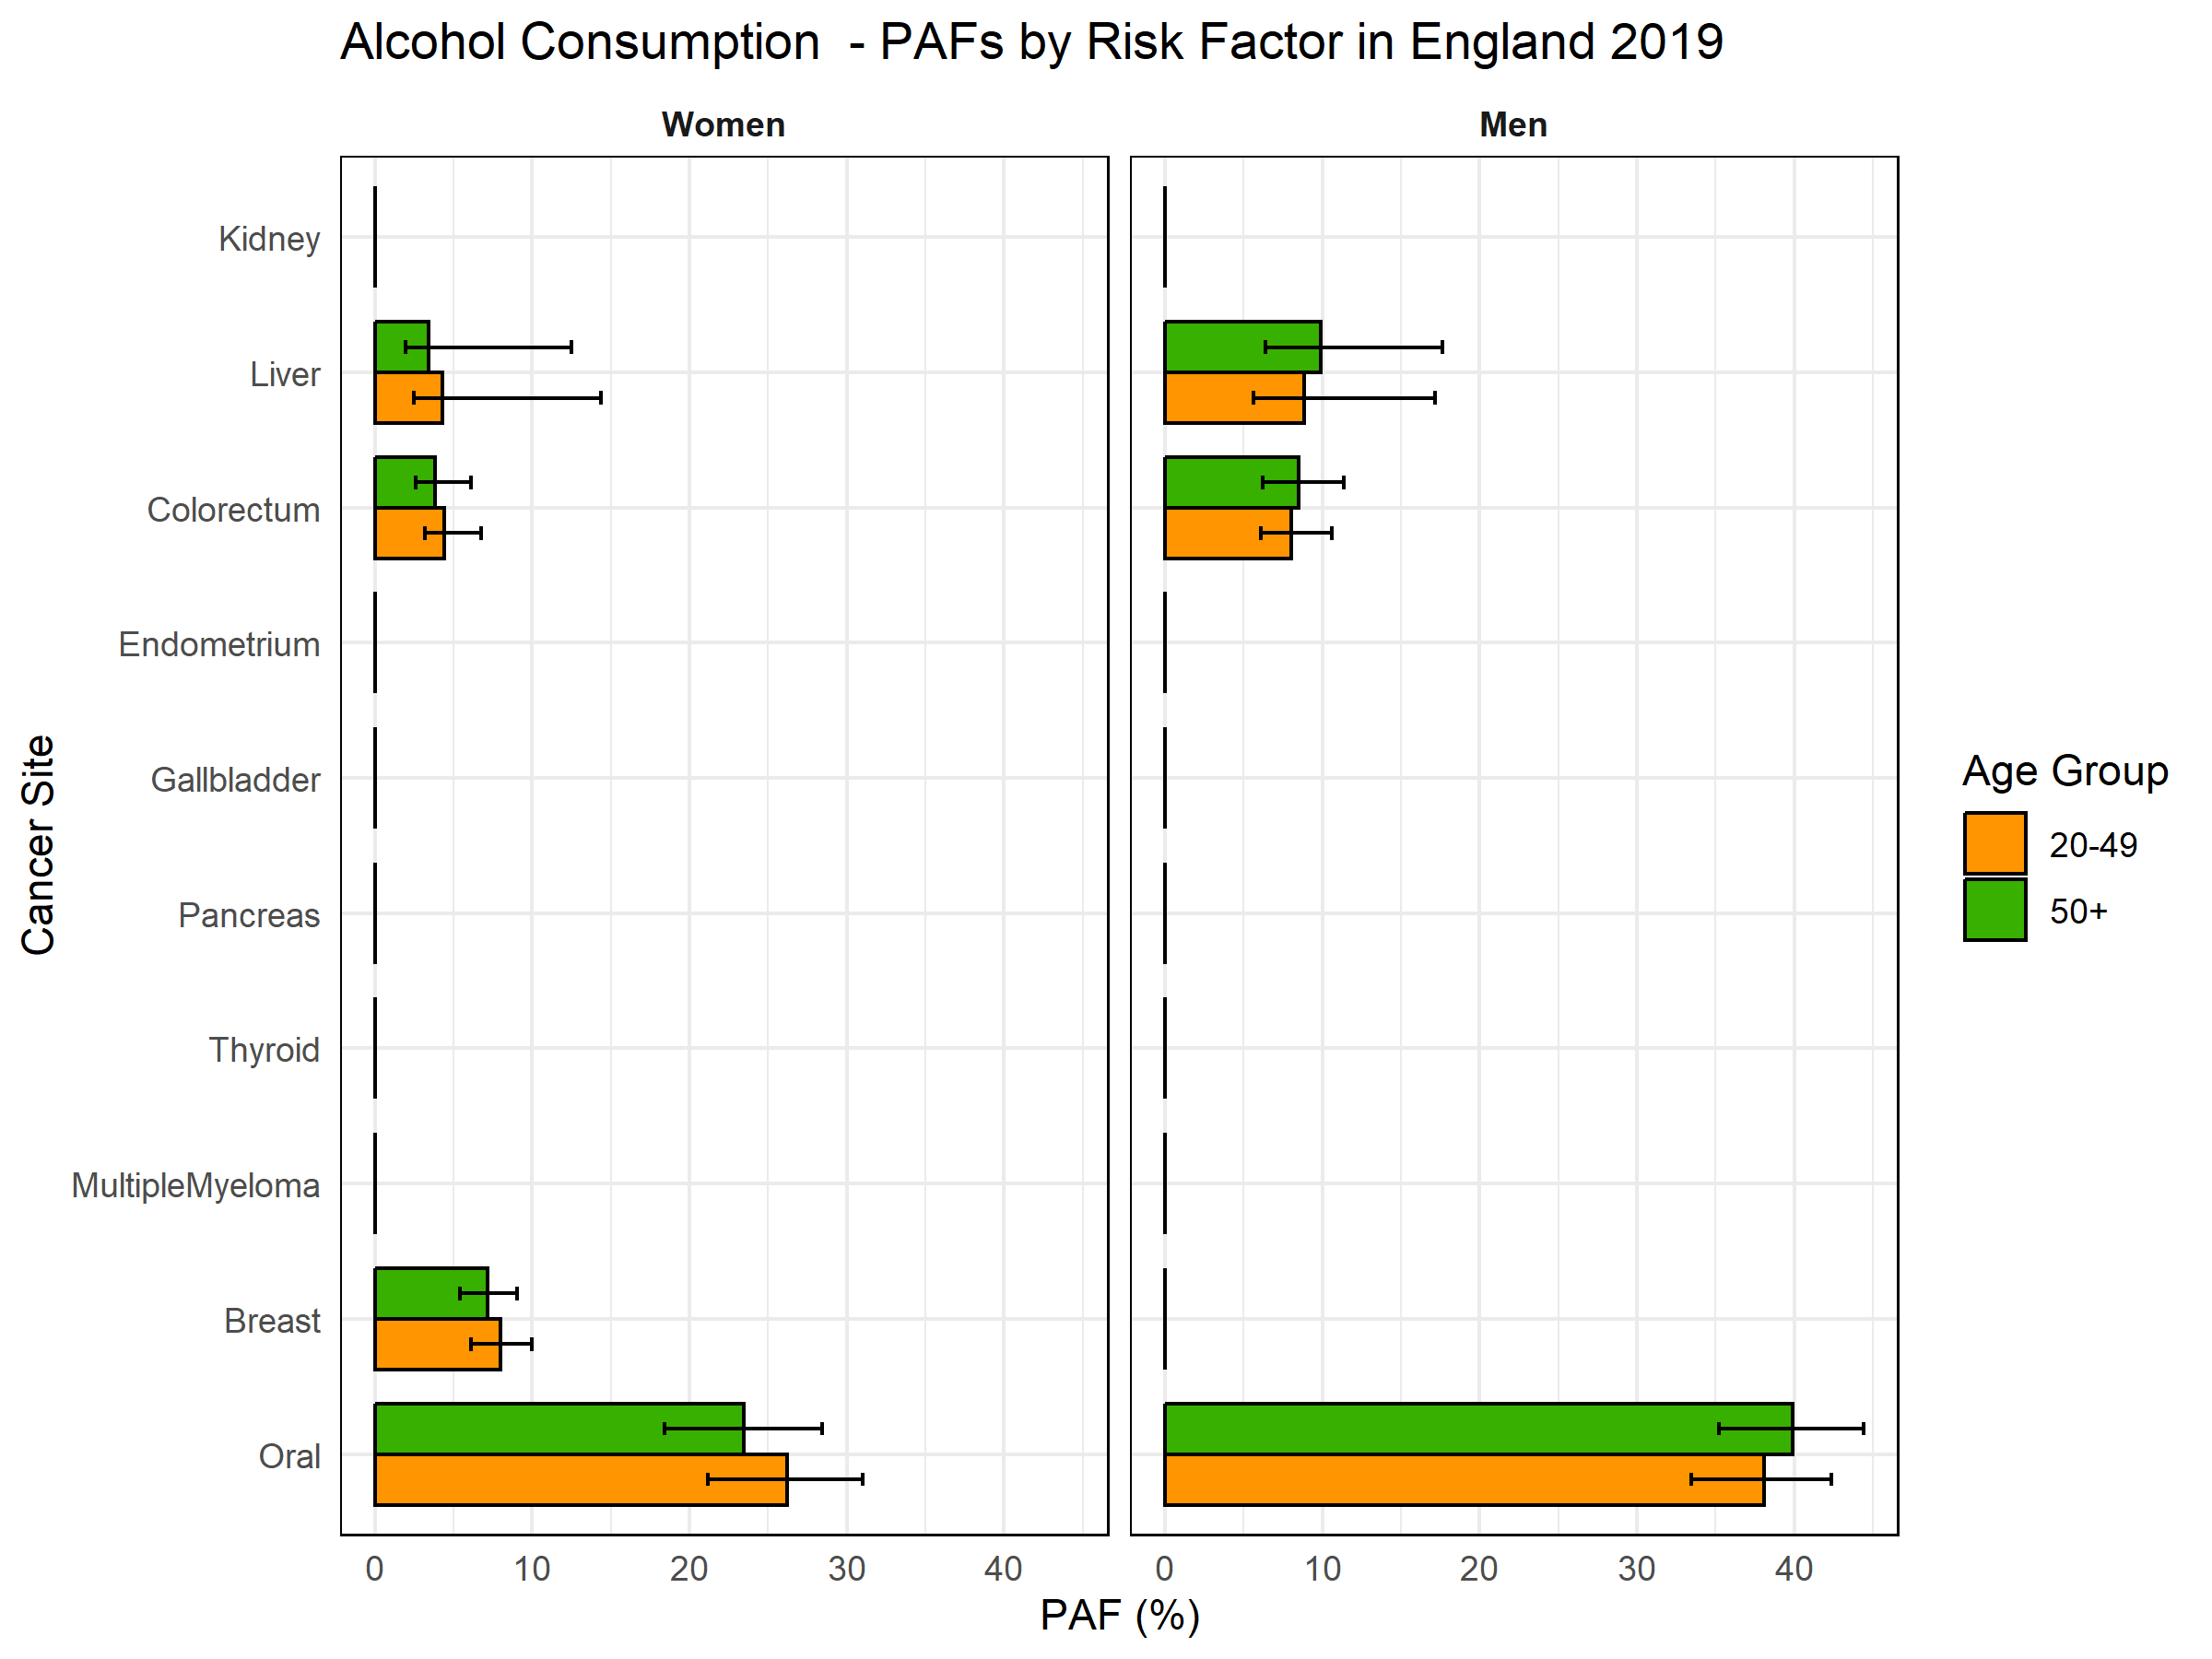 Alcohol Consumption  - PAFs by Risk Factor in England 2019
Women
Men
Cancer Site
Kidney
Liver
Colorectum
Endometrium
Gallbladder
Pancreas
Thyroid
MultipleMyeloma
Breast
Oral
0 10 20 30 40
0 10 20 30 40
PAF (%)
Age Group
20-49
50+